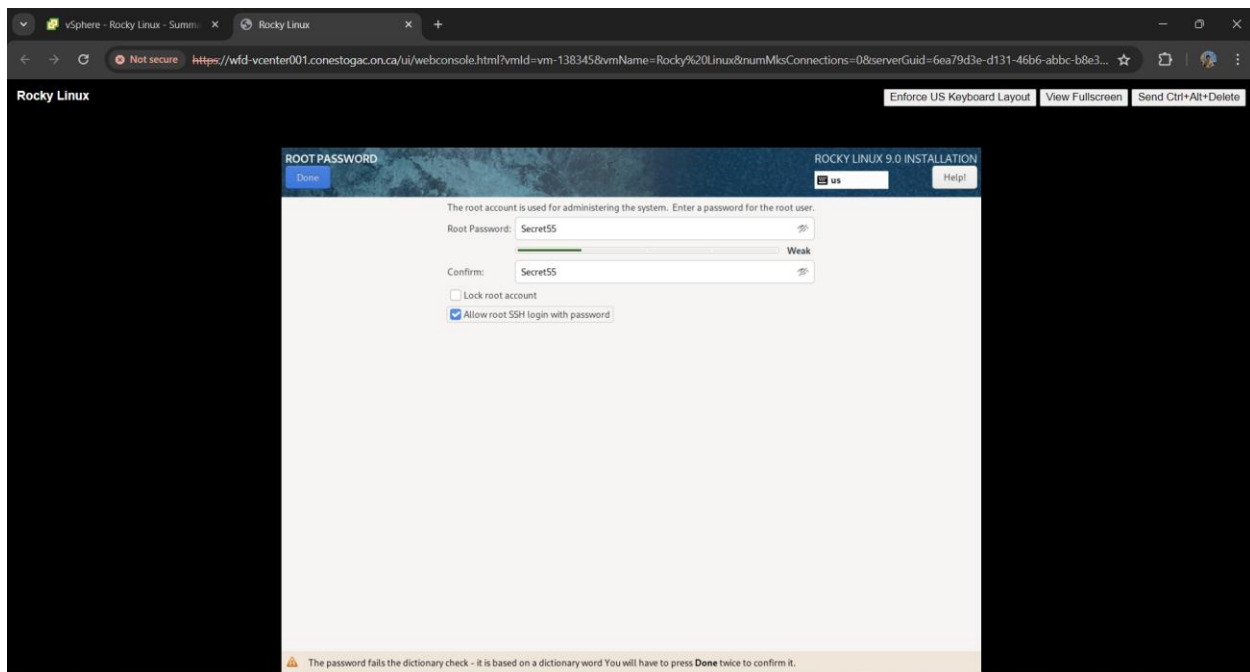 vSphere - Rocky Linux - Summa
Rocky Linux
Not secure https://wfd-vcenter001.conestogac.on.ca/ui/webconsole.html?vmId=vm-138345&vmName=Rocky%20Linux&numMksConnections=0&serverGuid=6ea79d3e-d131-46b6-abbc-b8e3...
Rocky Linux
Enforce US Keyboard Layout View Fullscreen Send Ctrl+Alt+Delete
ROOT PASSWORD ROCKY LINUX 9.0 INSTALLATION
Done us Help!
The root account is used for administering the system. Enter a password for the root user.
Root Password: Secret55
Weak
Confirm: Secret55
Lock root account
Allow root SSH login with password
The password fails the dictionary check - it is based on a dictionary word You will have to press Done twice to confirm it.